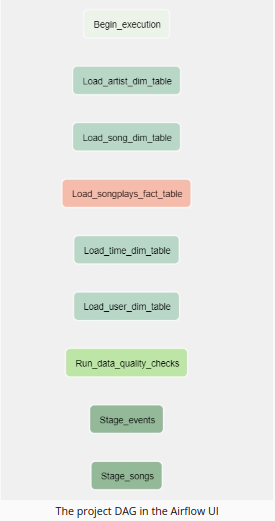 Begin_execution
Load_artist_dim_table
Load_song_dim_table
Load_songplays_fact_table
Load_time_dim_table
Load_user_dim_table
Run_data_quality_checks
Stage_events
Stage_songs
The project DAG in the Airflow UI